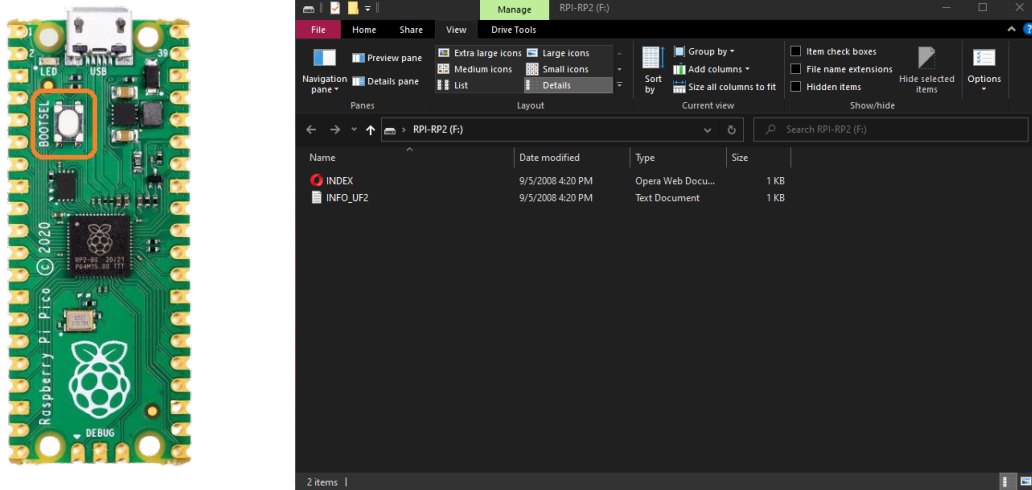 1
2
39
LED
USB
BOOTSEL
RP2-B0 20/21
P64M15.00 TTT
Raspberry Pi Pico © 2020
DEBUG
Manage
RPI-RP2 (F:)
File
Home
Share
View
Drive Tools
Navigation
pane
Preview pane
Details pane
Panes
Extra large icons
Large icons
Medium icons
Small icons
List
Details
Layout
Sort
by
Group by
Add columns
Size all columns to fit
Current view
Item check boxes
File name extensions
Hidden items
Hide selected
items
Show/hide
Options
RPI-RP2 (F:)
Search RPI-RP2 (F:)
Name
Date modified
Type
Size
INDEX
9/5/2008 4:20 PM
Opera Web Docu...
1 KB
INFO_UF2
9/5/2008 4:20 PM
Text Document
1 KB
2 items